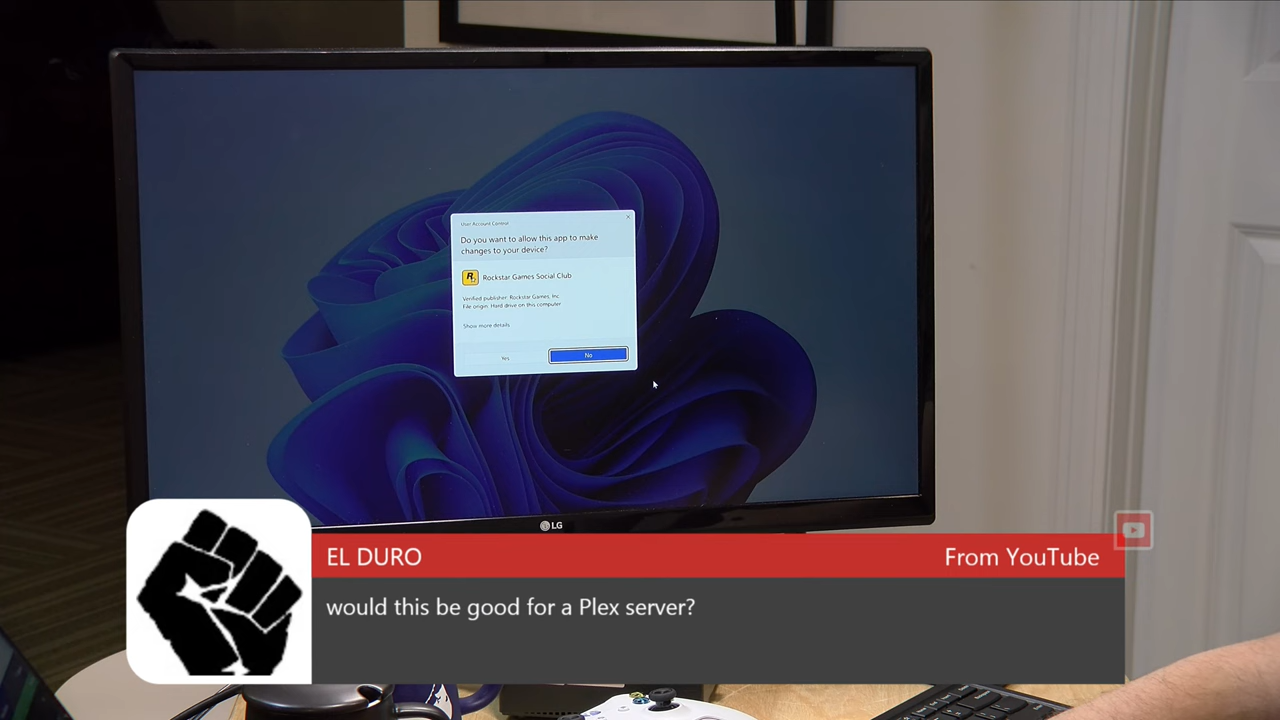 User Account Control
Do you want to allow this app to make
changes to your device?
Rockstar Games Social Club
Verified publisher: Rockstar Games, Inc.
File origin: Hard drive on this computer
Show more details
Yes
No
LG
EL DURO
From YouTube
would this be good for a Plex server?